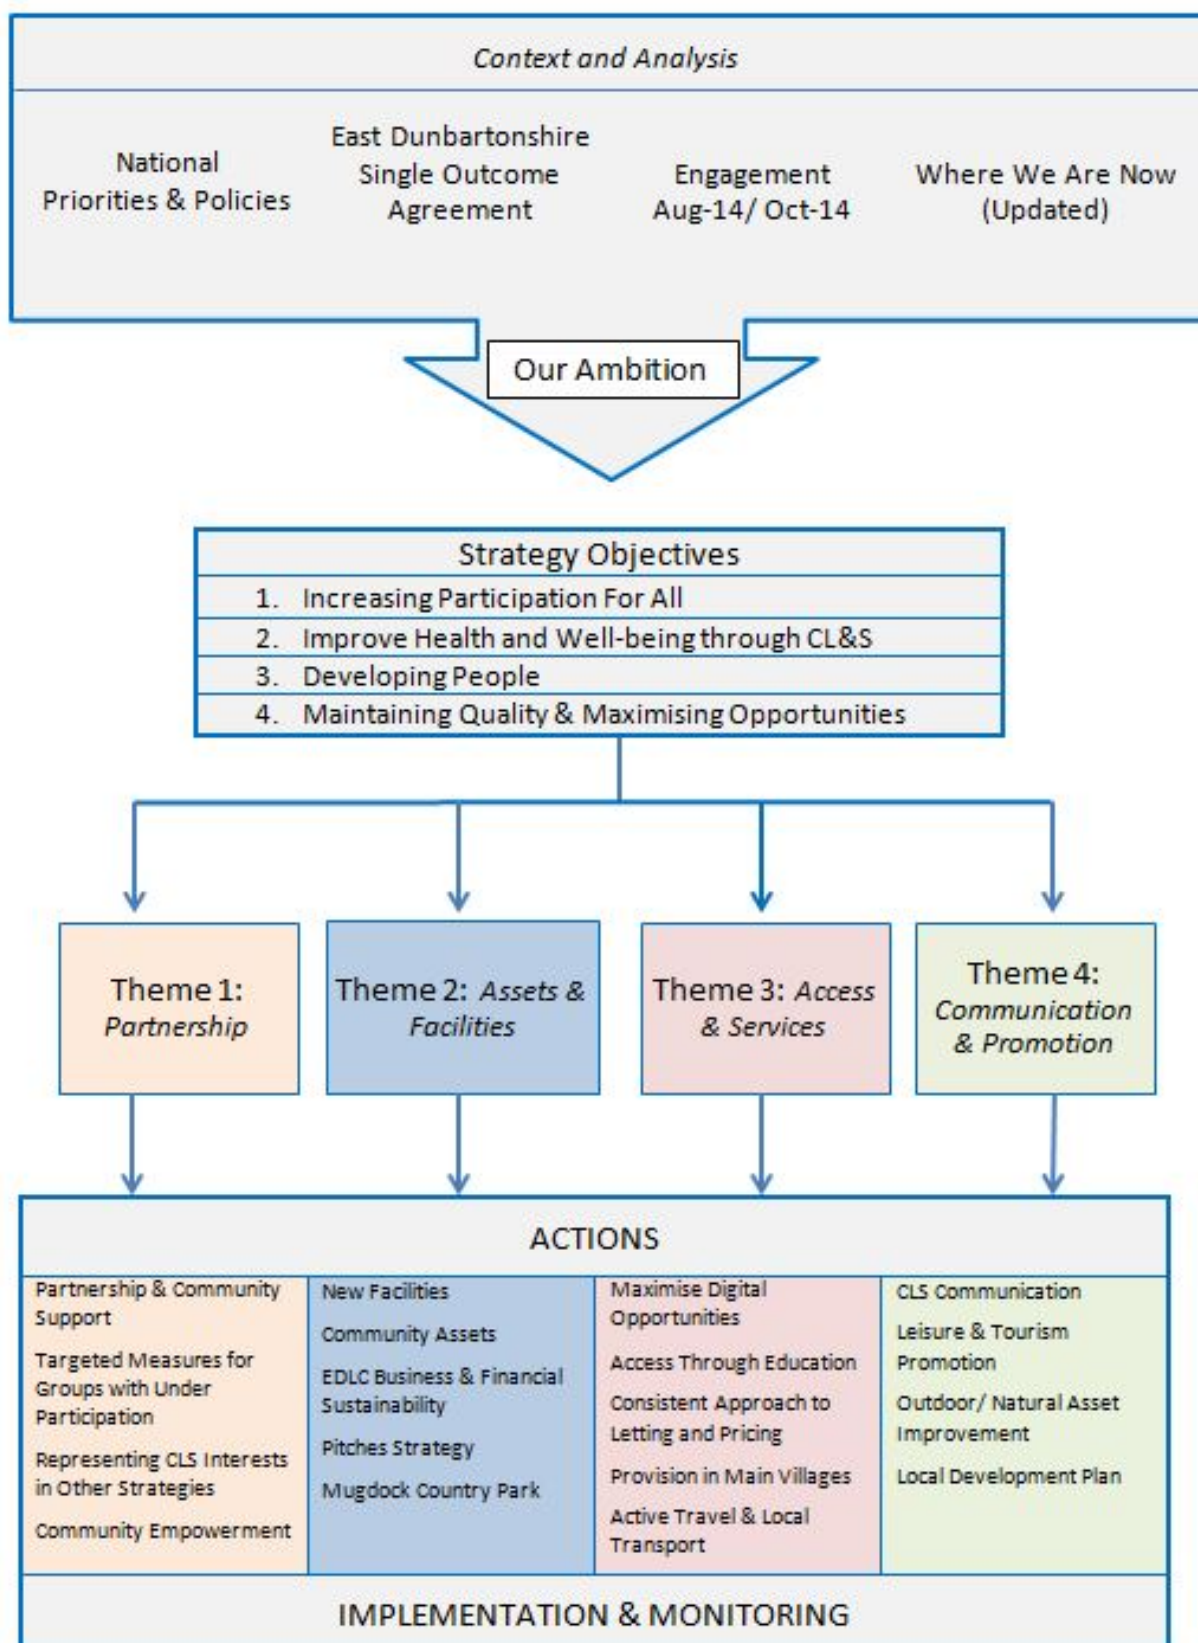 Context and Analysis
National
Priorities & Policies
East Dunbartonshire
Single Outcome
Agreement
Engagement
Aug-14/ Oct-14
Where We Are Now
(Updated)
Our Ambition
Strategy Objectives
1. Increasing Participation For All
2. Improve Health and Well-being through CL&S
3. Developing People
4. Maintaining Quality & Maximising Opportunities
Theme 1:
Partnership
Theme 2: Assets &
Facilities
Theme 3: Access
& Services
Theme 4:
Communication
& Promotion
ACTIONS
Partnership & Community
Support
Targeted Measures for
Groups with Under
Participation
Representing CLS Interests
in Other Strategies
Community Empowerment
New Facilities
Community Assets
EDLC Business & Financial
Sustainability
Pitches Strategy
Mugdock Country Park
Maximise Digital
Opportunities
Access Through Education
Consistent Approach to
Letting and Pricing
Provision in Main Villages
Active Travel & Local
Transport
CLS Communication
Leisure & Tourism
Promotion
Outdoor/ Natural Asset
Improvement
Local Development Plan
IMPLEMENTATION & MONITORING